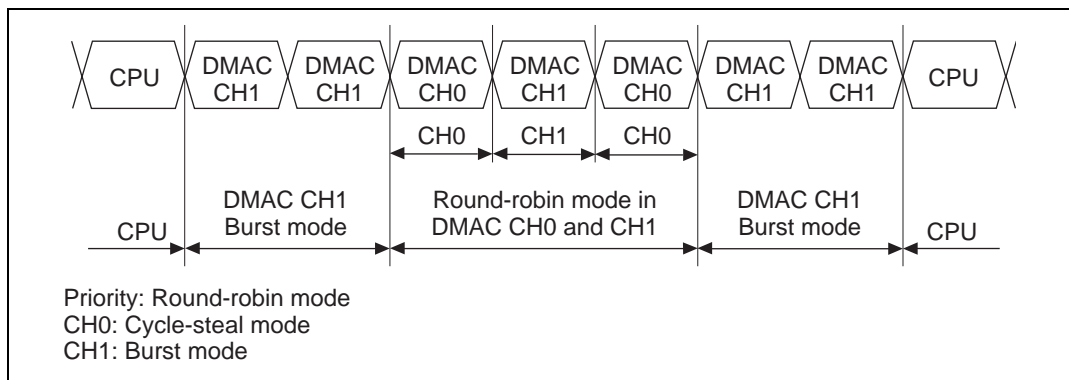 CPU DMAC CH1 DMAC CH1 DMAC CH0 DMAC CH1 DMAC CH0 DMAC CH1 DMAC CH1 CPU
CH0 CH1 CH0
CPU
DMAC CH1
Burst mode
Round-robin mode in
DMAC CH0 and CH1
DMAC CH1
Burst mode
CPU
Priority: Round-robin mode
CH0: Cycle-steal mode
CH1: Burst mode